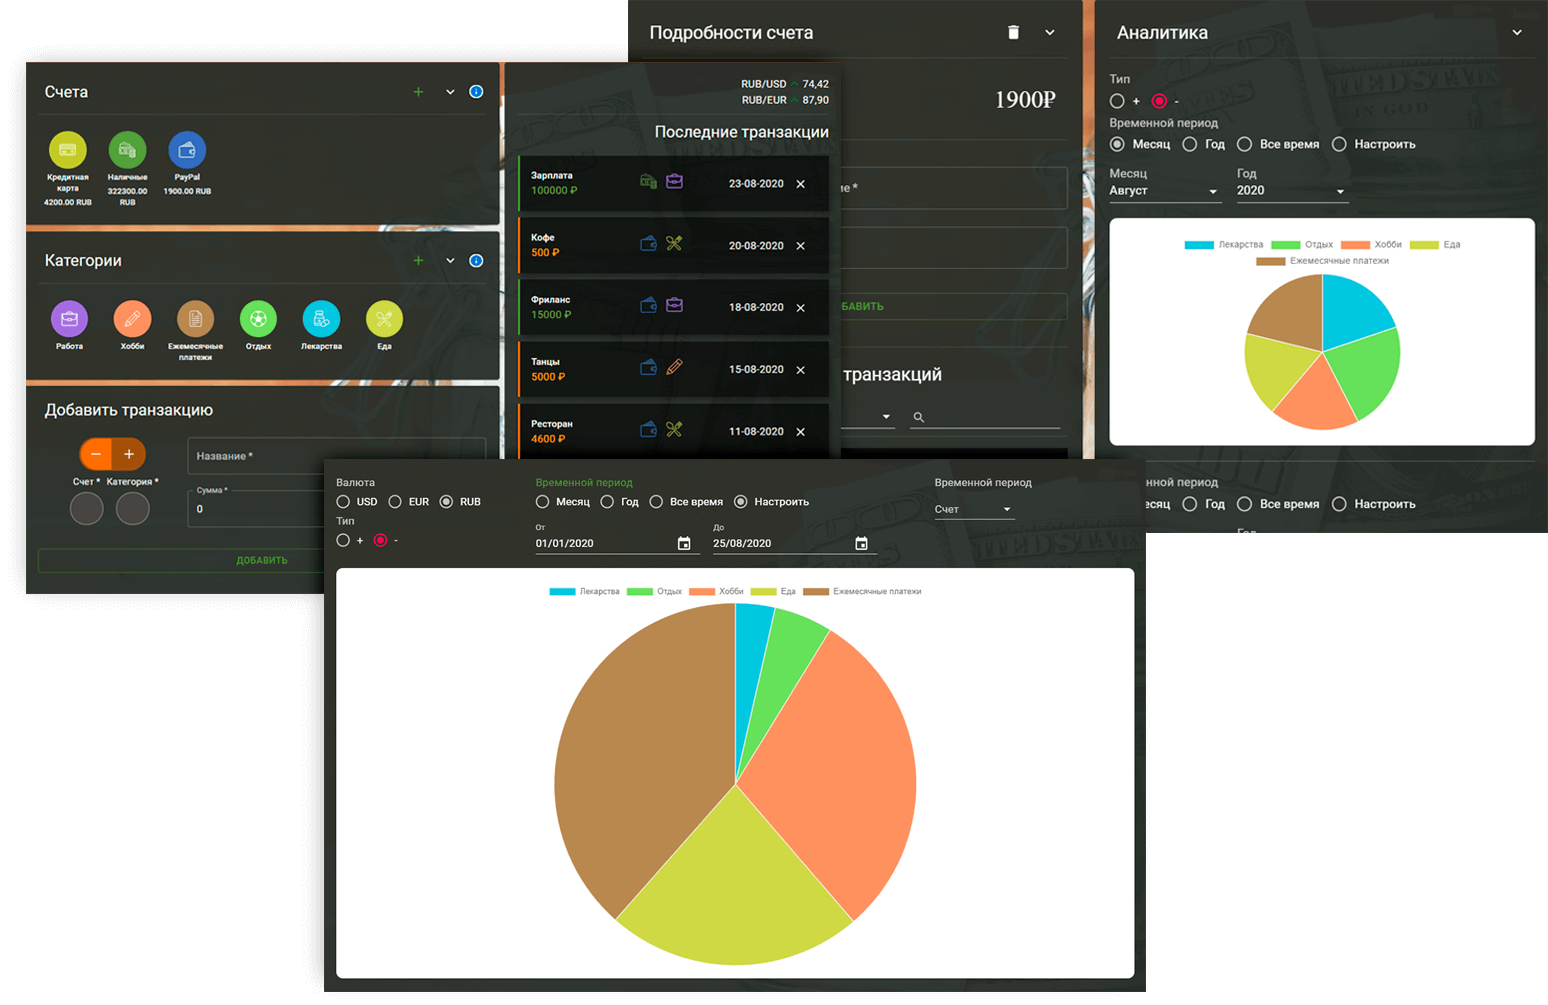 Счета
Кредитная
карта
4200.00 RUB
Наличные
322300.00
RUB
PayPal
1900.00 RUB
Категории
Работа
Хобби
Ежемесячные
платежи
Отдых
Лекарства
Еда
Добавить транзакцию
Счет * Категория *
Название *
Сумма *
0
ДОБАВИТЬ
RUB/USD 74,42
RUB/EUR 87,90
Последние транзакции
Зарплата
100000 ₽
23-08-2020
Кофе
500 ₽
20-08-2020
Фриланс
15000 ₽
18-08-2020
Танцы
5000 ₽
15-08-2020
Ресторан
4600 ₽
11-08-2020
Подробности счета
1900₽
ие *
БАВИТЬ
транзакций
Аналитика
Тип
+ -
Временной период
Месяц Год Все время Настроить
Месяц
Август
Год
2020
Лекарства Отдых Хобби Еда
Ежемесячные платежи
ной период
есяц Год Все время Настроить
Валюта
USD EUR RUB
Тип
+ -
Временной период
Месяц Год Все время Настроить
От
01/01/2020
До
25/08/2020
Временной период
Счет
Лекарства Отдых Хобби Еда Ежемесячные платежи